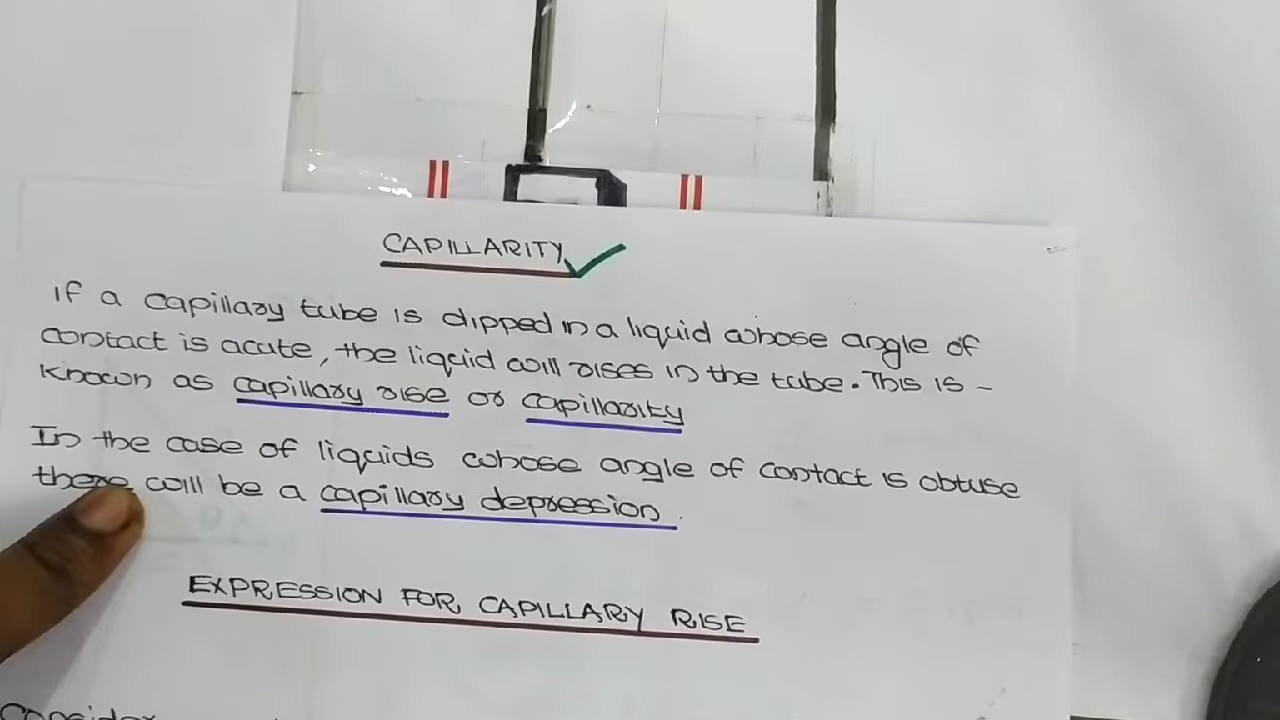 CAPILLARITY
If a capillary tube is dipped in a liquid whose angle of
contact is acute, the liquid will rises in the tube. This is -
known as capillary rise or capillarity
In the case of liquids whose angle of contact is obtuse
there will be a capillary depression.
EXPRESSION FOR CAPILLARY RISE
Consider